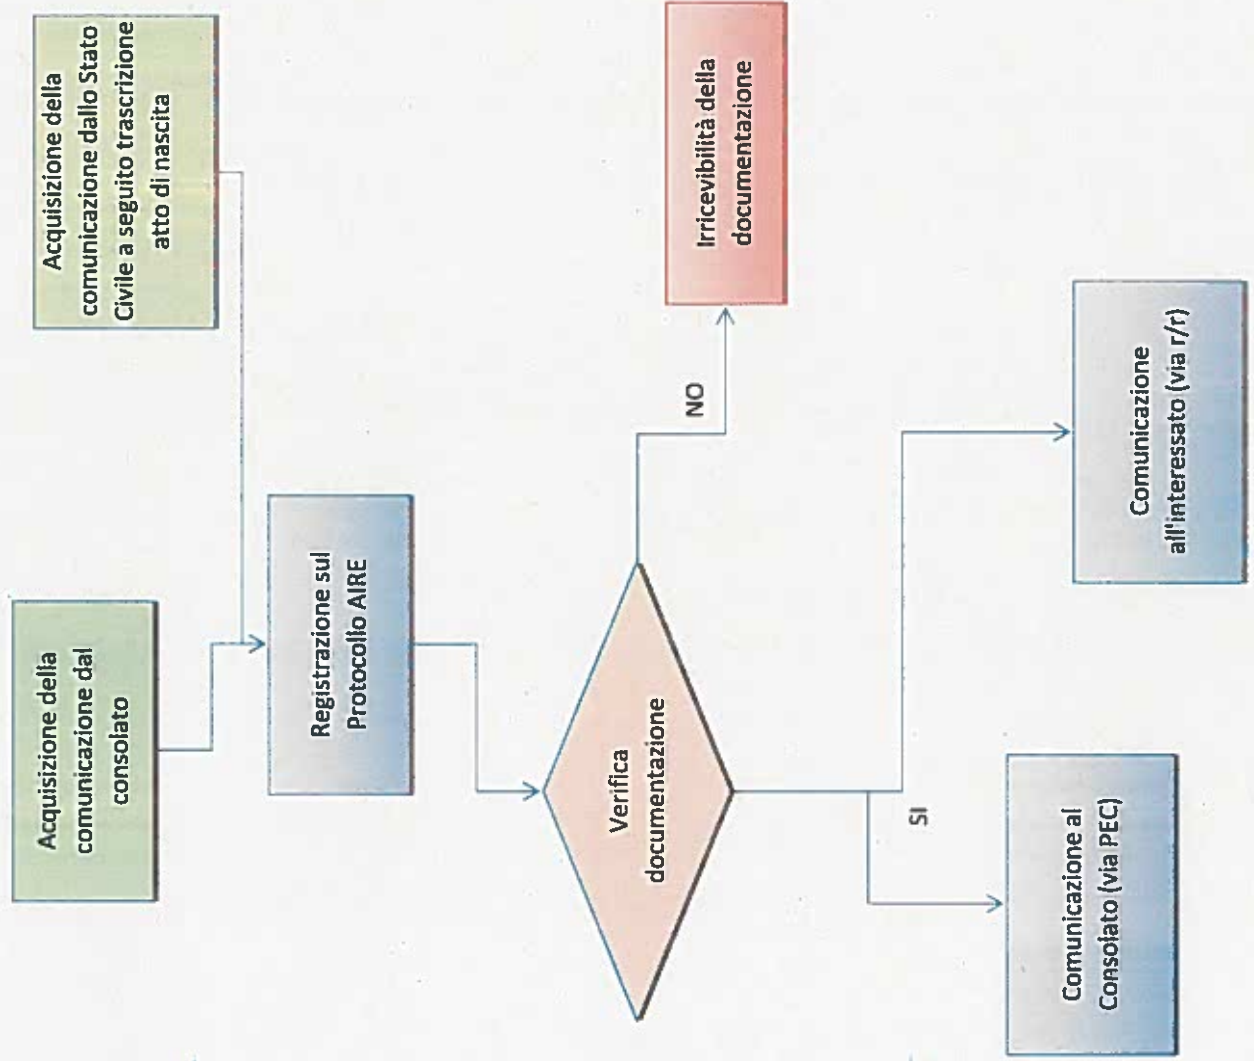 Acquisizione della
comunicazione dal
consolato
Acquisizione della
comunicazione dallo Stato
Civile a seguito trascrizione
atto di nascita
Registrazione sul
Protocollo AIRE
Verifica
documentazione
NO
Irricevibilità della
documentazione
SI
Comunicazione al
Consolato (via PEC)
Comunicazione
all'interessato (via r/r)